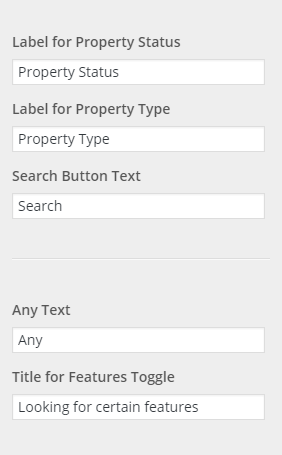 Label for Property Status
Property Status
Label for Property Type
Property Type
Search Button Text
Search
Any Text
Any
Title for Features Toggle
Looking for certain features